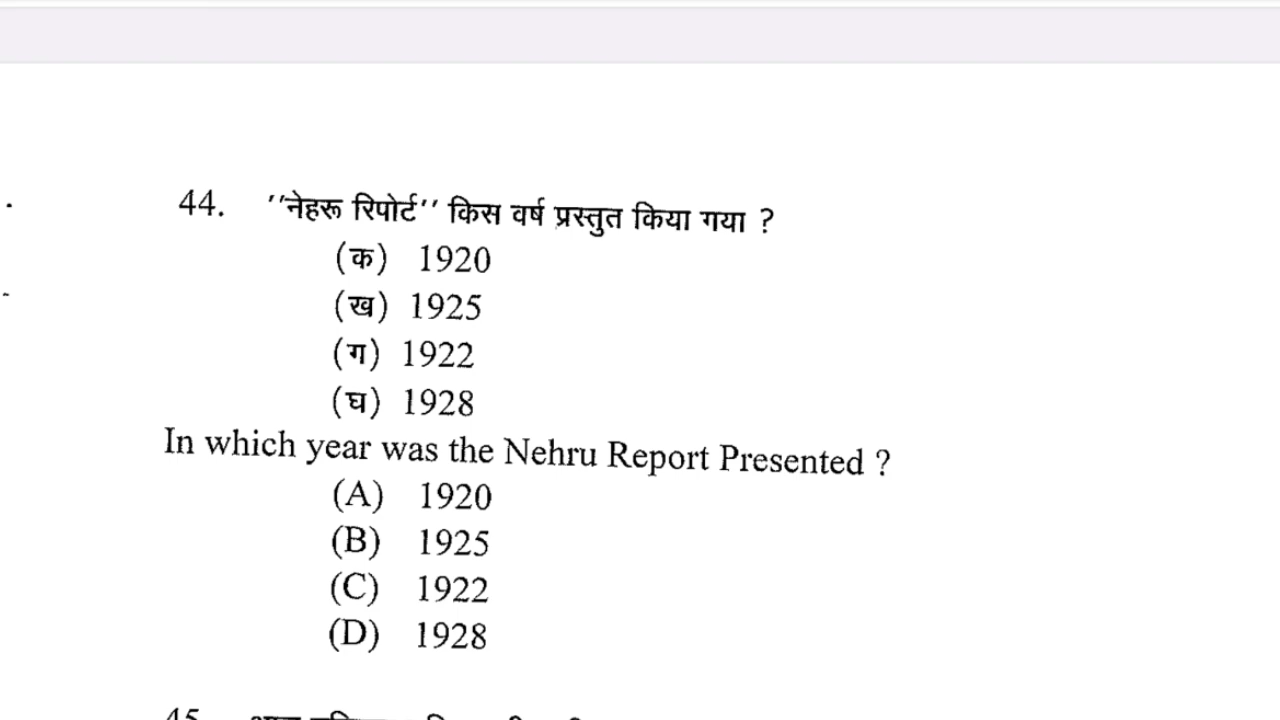 44. ''नेहरू रिपोर्ट'' किस वर्ष प्रस्तुत किया गया ?
(क) 1920
(ख) 1925
(ग) 1922
(घ) 1928
In which year was the Nehru Report Presented ?
(A) 1920
(B) 1925
(C) 1922
(D) 1928
45.